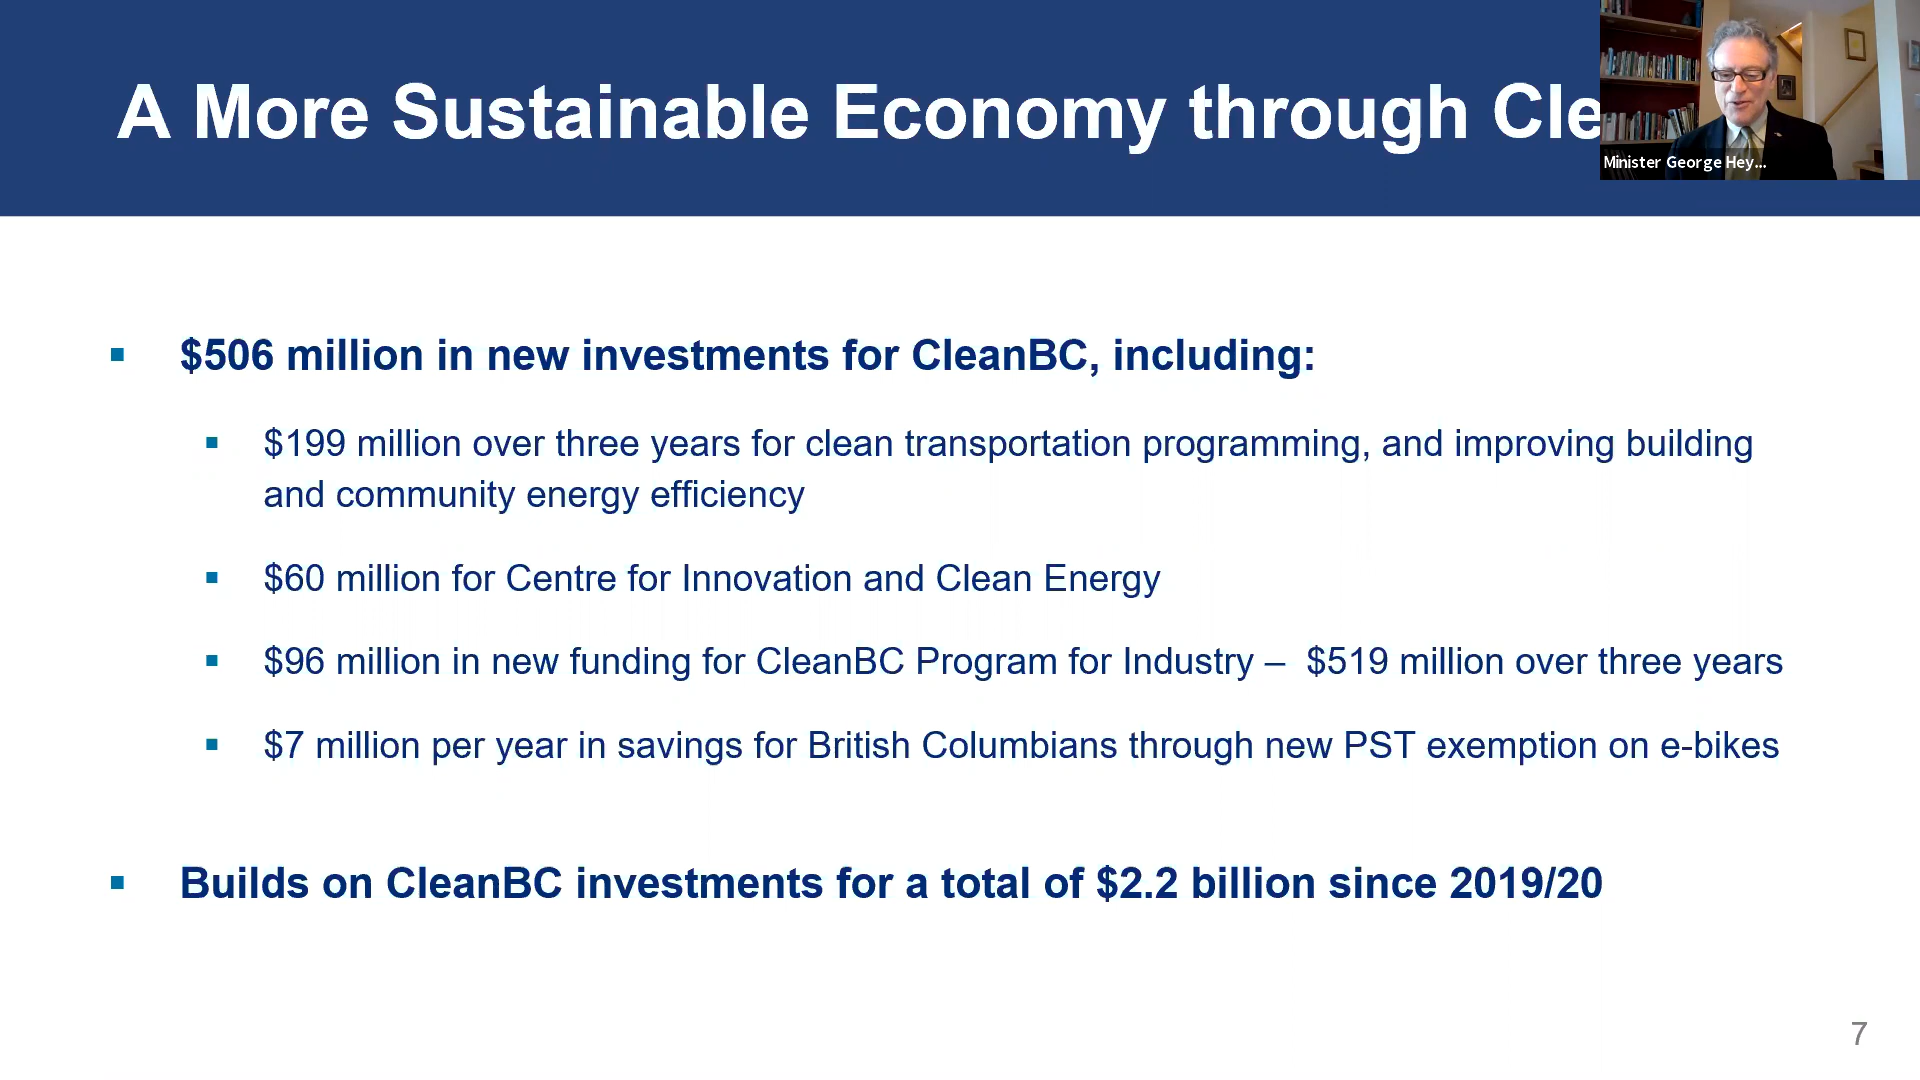 A More Sustainable Economy through Cle
Minister George Hey...
▪ $506 million in new investments for CleanBC, including:
▪ $199 million over three years for clean transportation programming, and improving building
and community energy efficiency
▪ $60 million for Centre for Innovation and Clean Energy
▪ $96 million in new funding for CleanBC Program for Industry – $519 million over three years
▪ $7 million per year in savings for British Columbians through new PST exemption on e-bikes
▪ Builds on CleanBC investments for a total of $2.2 billion since 2019/20
7